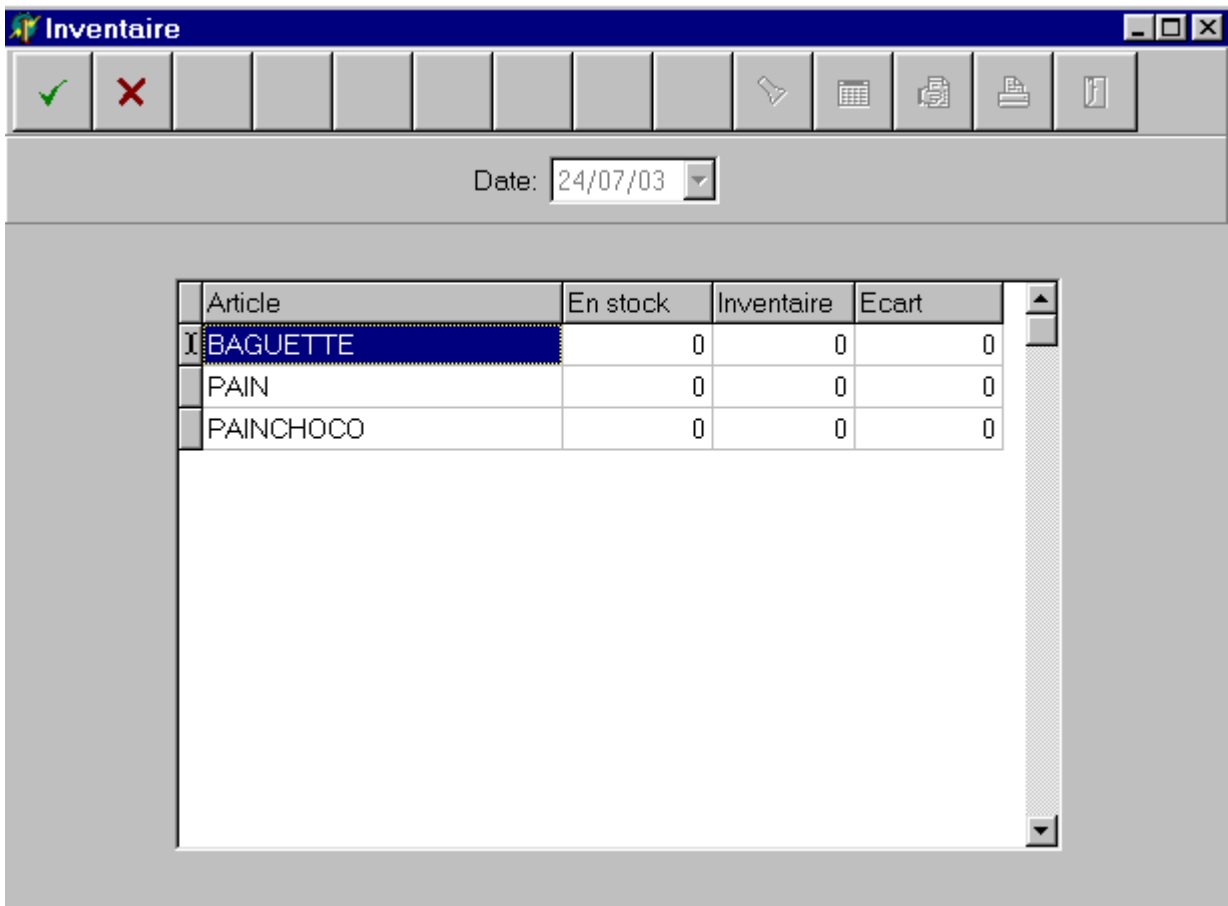 Inventaire
Date: 24/07/03
Article En stock Inventaire Ecart
BAGUETTE 0 0 0
PAIN 0 0 0
PAINCHOCO 0 0 0